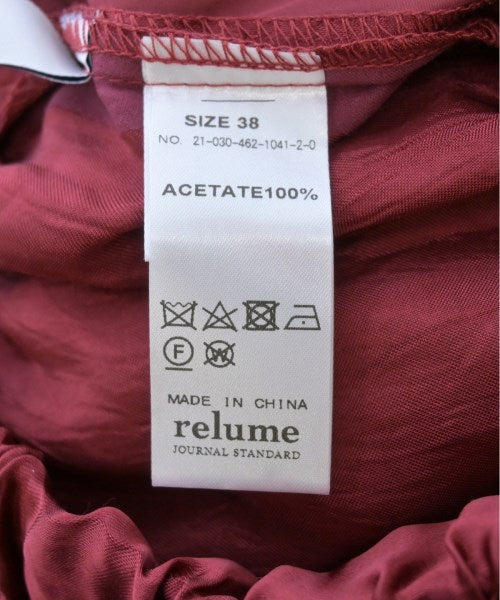 SIZE 38
NO. 21-030-462-1041-2-0
ACETATE100%
F
W
MADE IN CHINA
relume
JOURNAL STANDARD